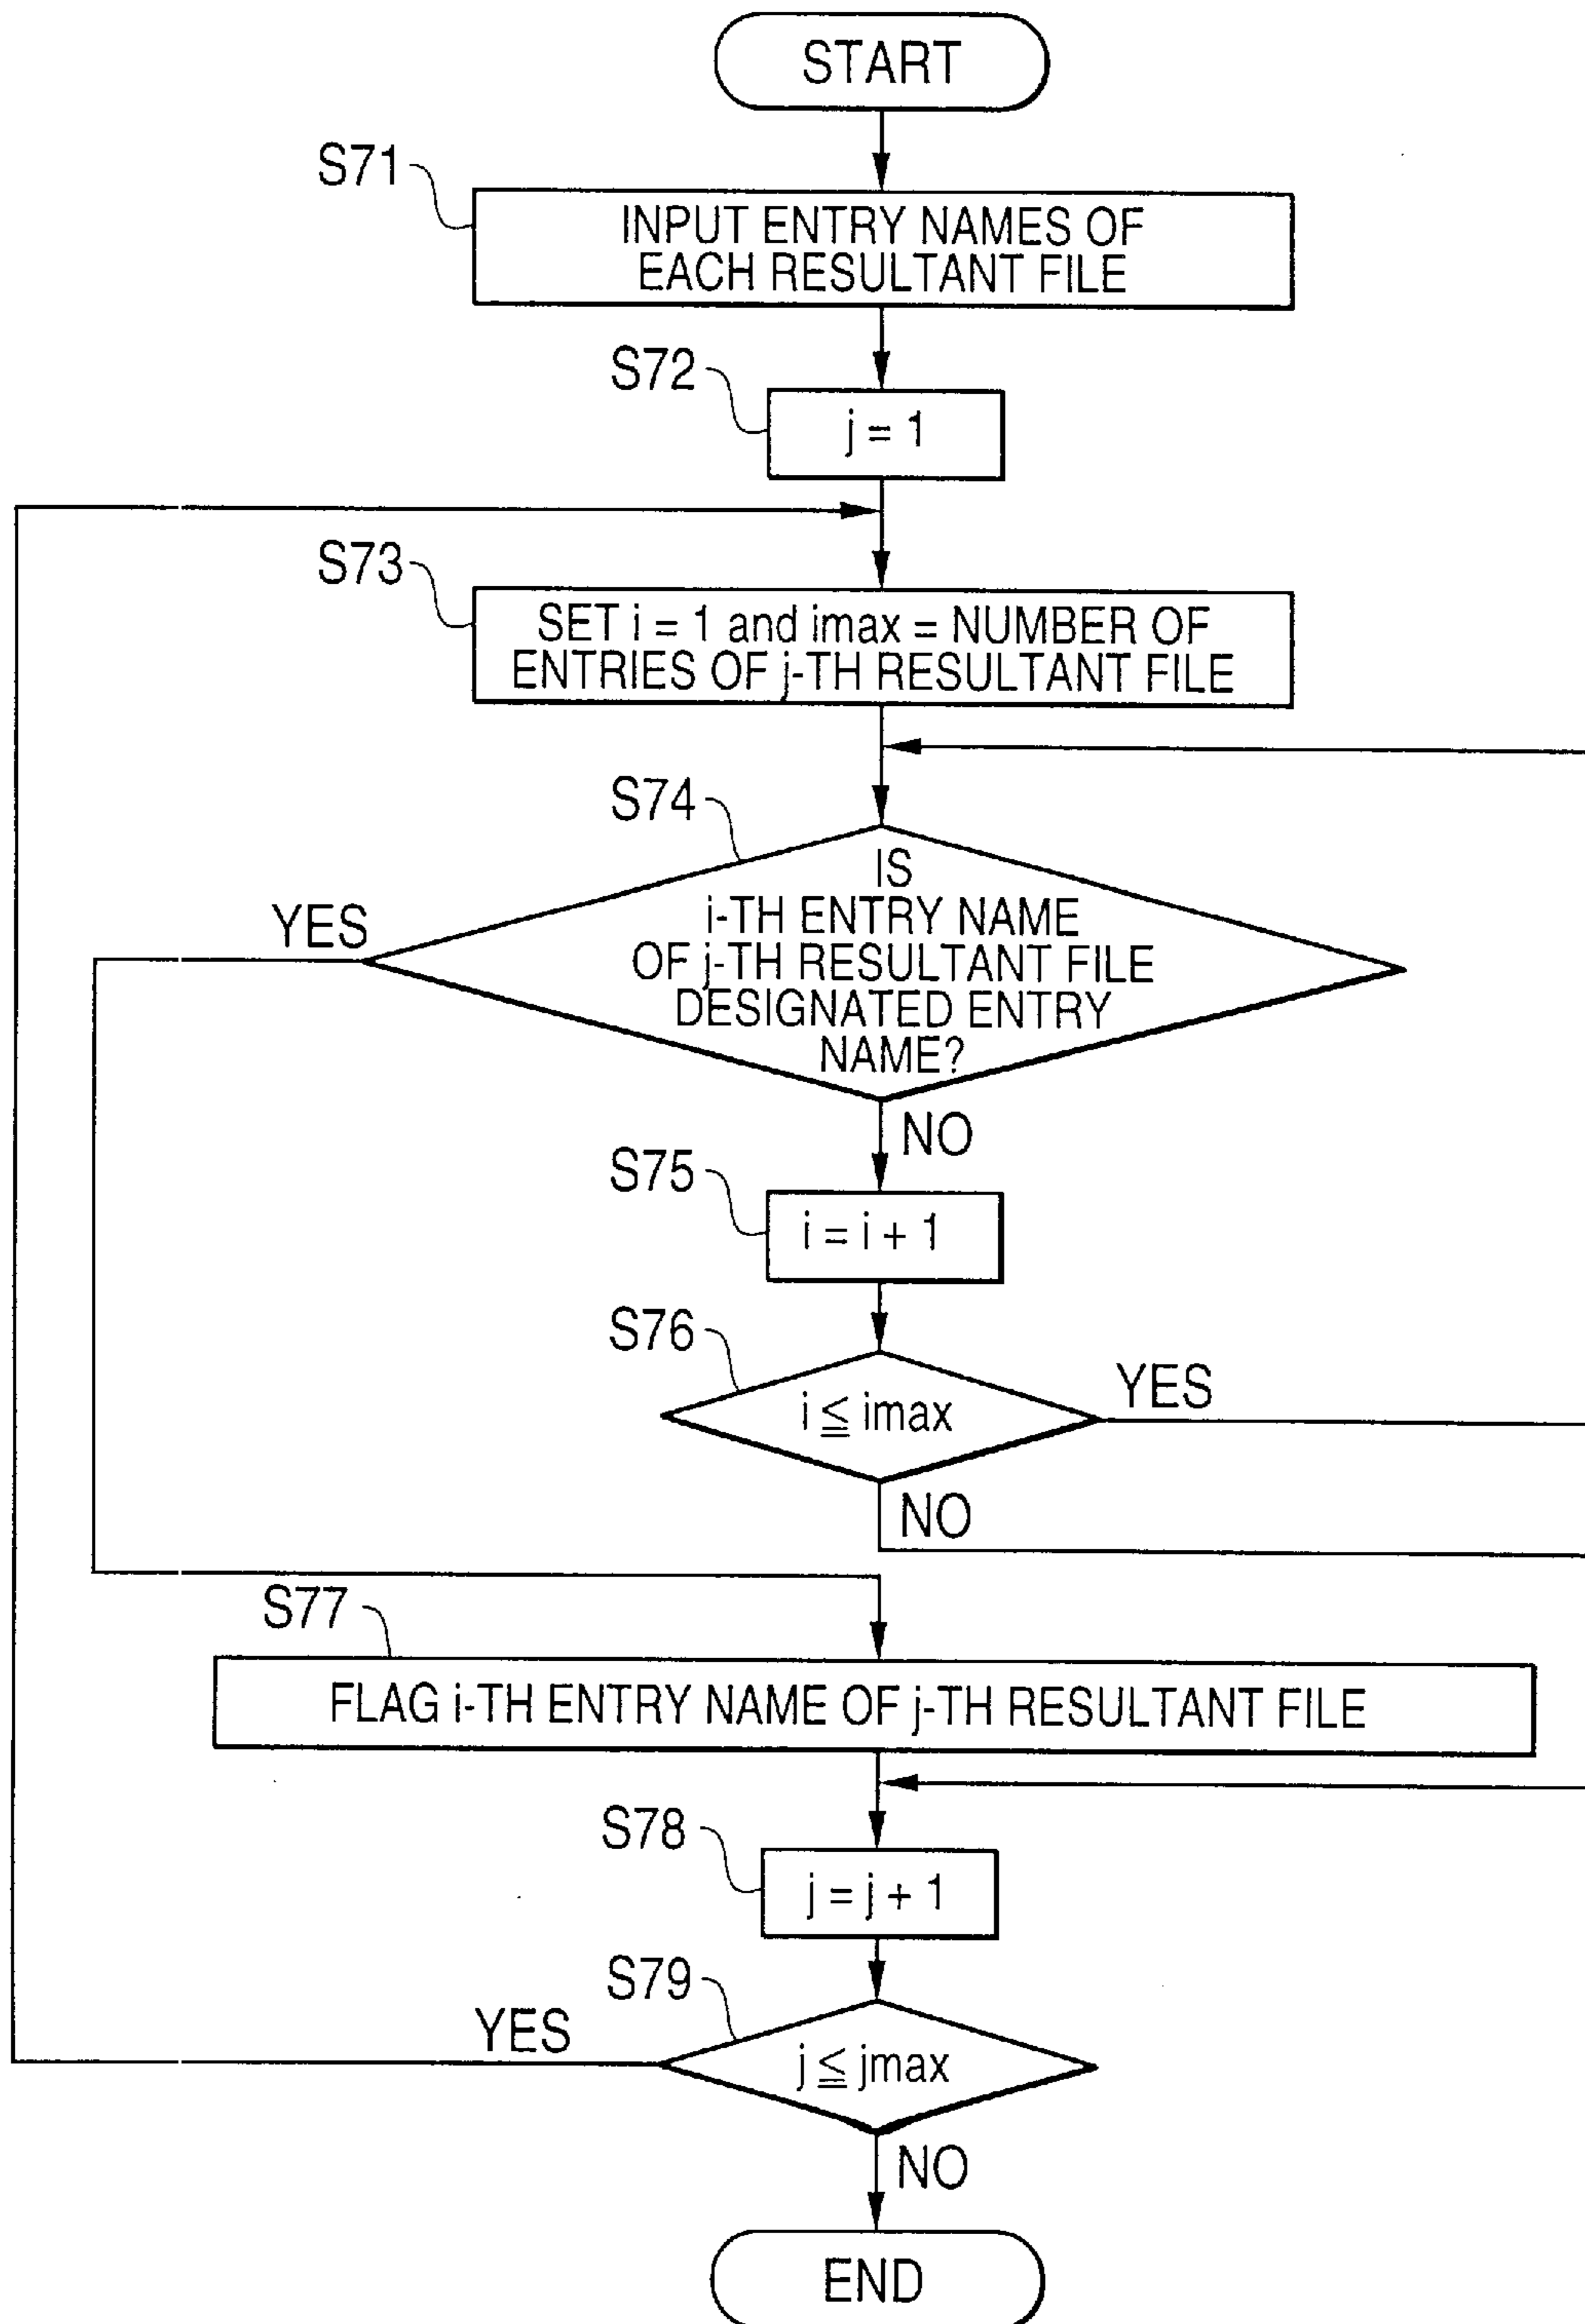 START
S71
INPUT ENTRY NAMES OF
EACH RESULTANT FILE
S72
j = 1
S73
SET i = 1 and imax = NUMBER OF
ENTRIES OF j-TH RESULTANT FILE
S74
IS
i-TH ENTRY NAME
OF j-TH RESULTANT FILE
DESIGNATED ENTRY
NAME?
YES
NO
S75
i = i + 1
S76
i ≦ imax
YES
NO
S77
FLAG i-TH ENTRY NAME OF j-TH RESULTANT FILE
S78
j = j + 1
S79
j ≦ jmax
YES
NO
END